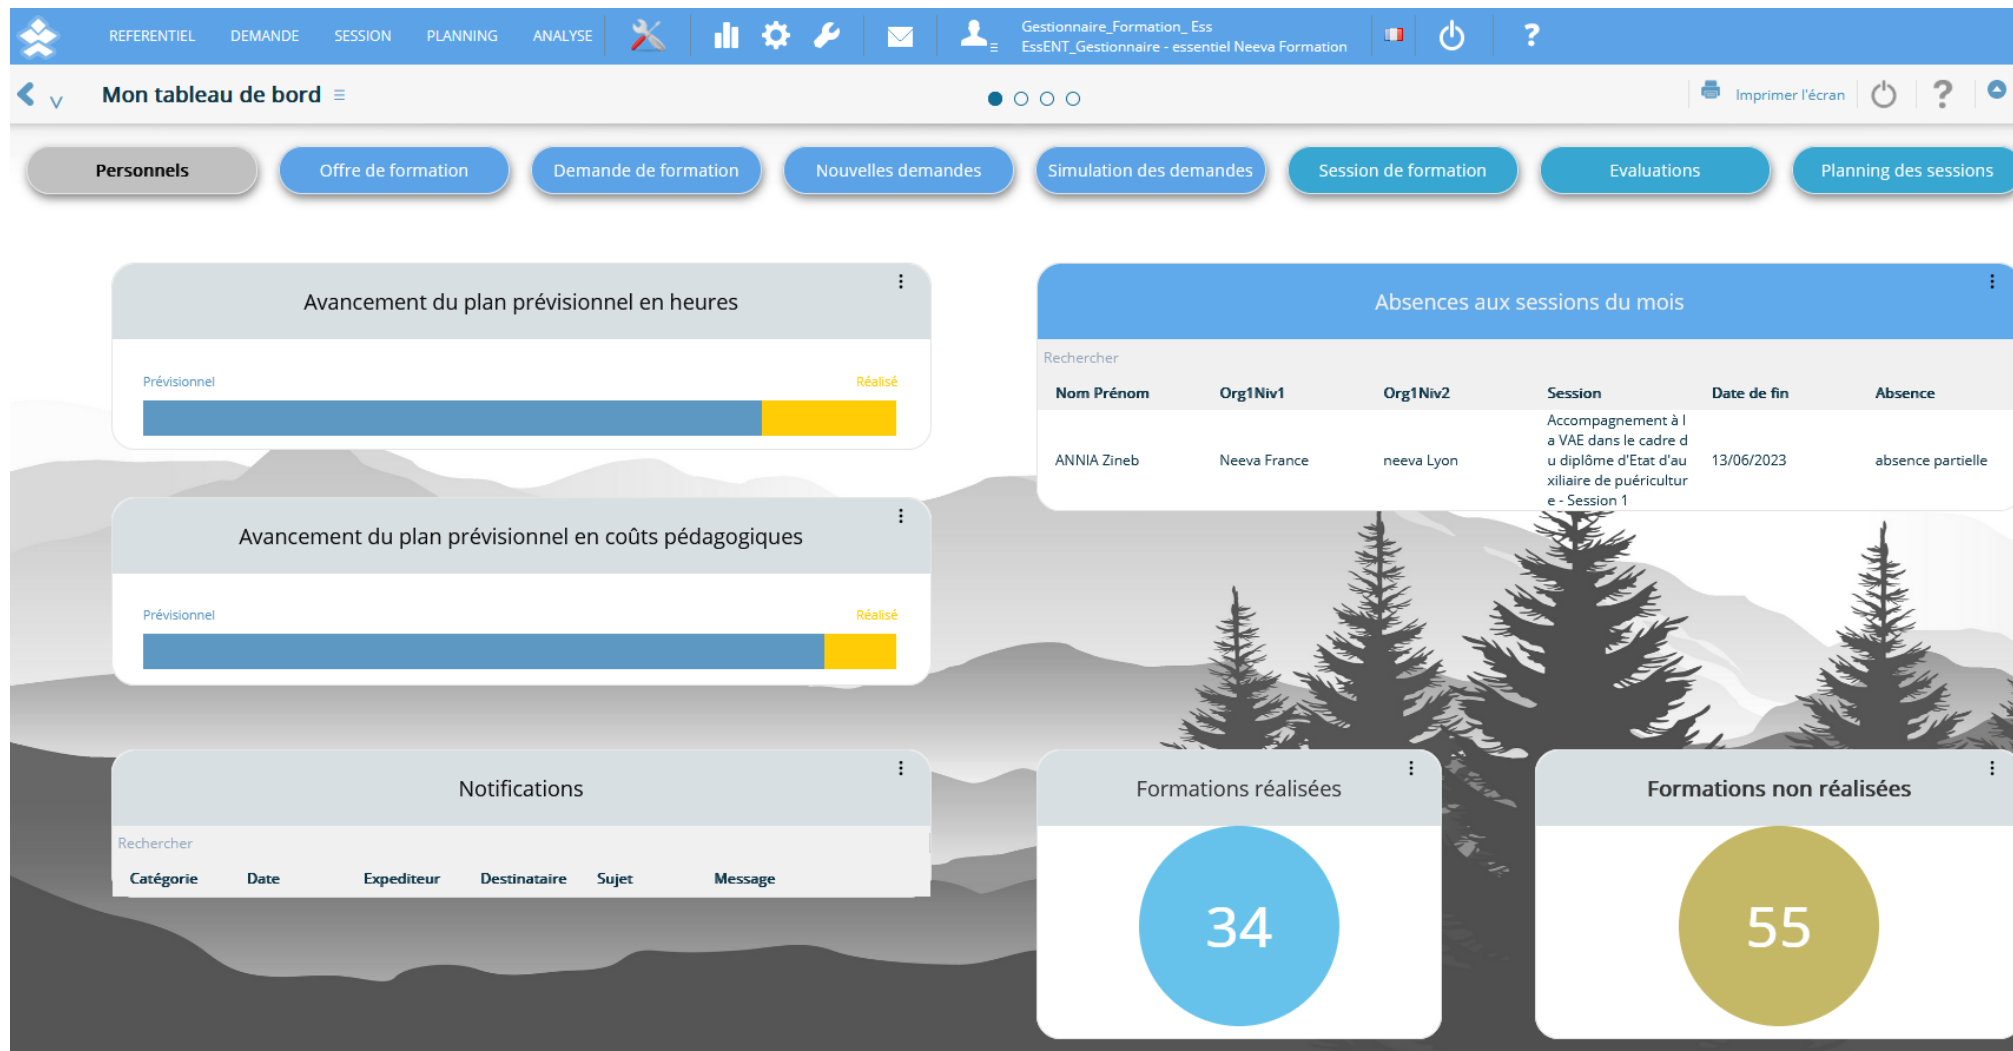 REFERENTIEL DEMANDE SESSION PLANNING ANALYSE
Gestionnaire_Formation_ Ess
EssENT_Gestionnaire - essentiel Neeva Formation
?
Mon tableau de bord
Imprimer l'écran
?
Personnels Offre de formation Demande de formation Nouvelles demandes Simulation des demandes Session de formation Evaluations Planning des sessions
Avancement du plan prévisionnel en heures
Prévisionnel Réalisé
Absences aux sessions du mois
Rechercher
Nom Prénom Org1Niv1 Org1Niv2 Session Date de fin Absence
ANNIA Zineb Neeva France neeva Lyon
Accompagnement à l
a VAE dans le cadre d
u diplôme d'Etat d'au
xiliaire de puéricultur
e - Session 1
13/06/2023 absence partielle
Avancement du plan prévisionnel en coûts pédagogiques
Prévisionnel Réalisé
Notifications
Rechercher
Catégorie Date Expediteur Destinataire Sujet Message
Formations réalisées
34
Formations non réalisées
55